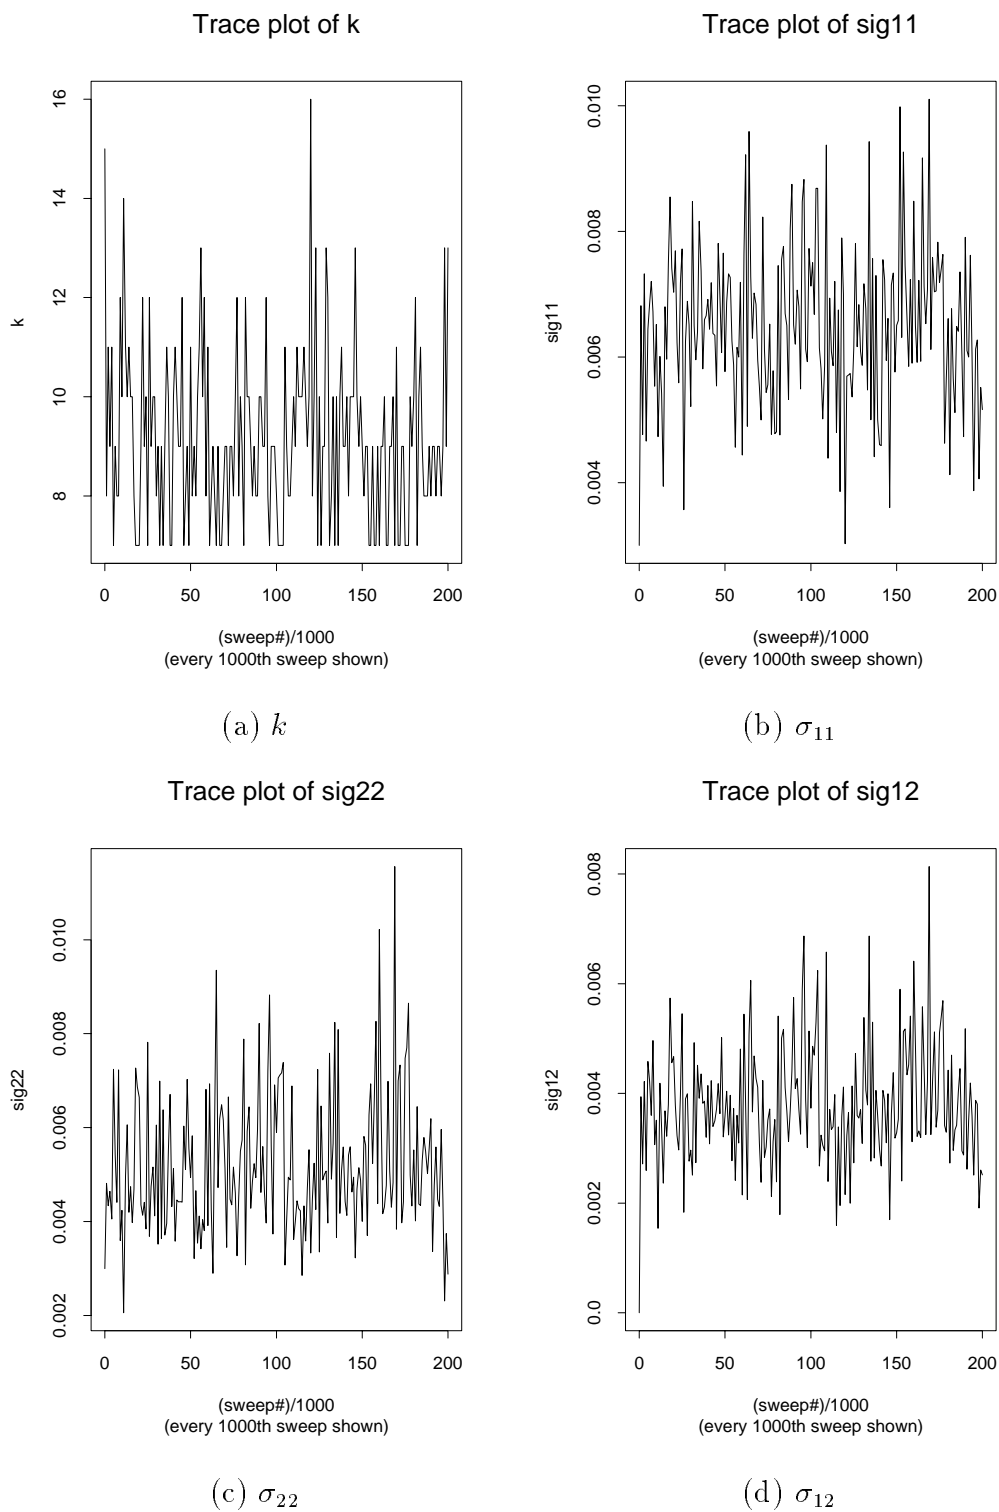 Trace plot of k
k
16
14
12
10
8
0 50 100 150 200
(sweep#)/1000
(every 1000th sweep shown)
(a) k
Trace plot of sig11
sig11
0.010
0.008
0.006
0.004
0 50 100 150 200
(sweep#)/1000
(every 1000th sweep shown)
(b) σ11
Trace plot of sig22
sig22
0.010
0.008
0.006
0.004
0.002
0 50 100 150 200
(sweep#)/1000
(every 1000th sweep shown)
(c) σ22
Trace plot of sig12
sig12
0.008
0.006
0.004
0.002
0.0
0 50 100 150 200
(sweep#)/1000
(every 1000th sweep shown)
(d) σ12